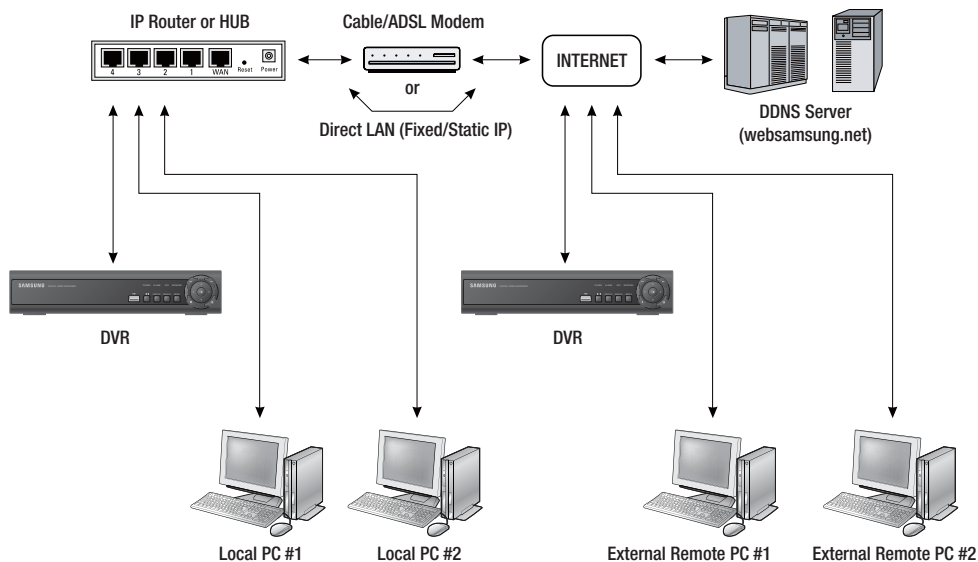 IP Router or HUB
Cable/ADSL Modem
4 3 2 1 WAN Reset Power
INTERNET
or
Direct LAN (Fixed/Static IP)
DDNS Server
(websamsung.net)
SAMSUNG
SAMSUNG
DVR
DVR
Local PC #1
Local PC #2
External Remote PC #1
External Remote PC #2